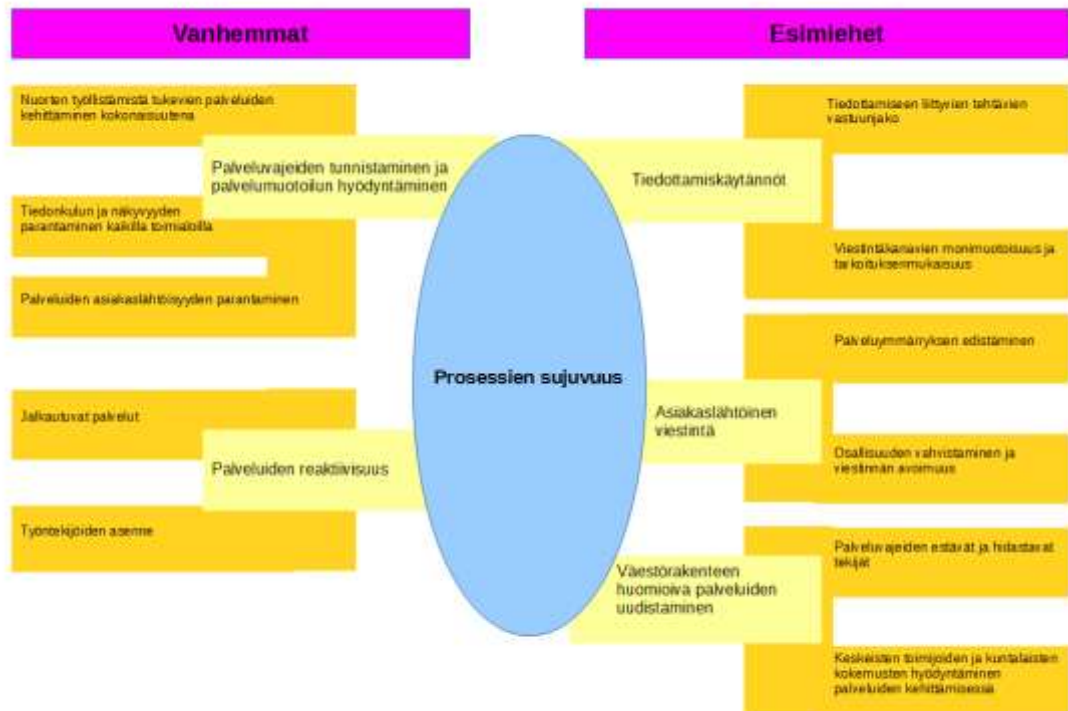 Vanhemmat
Esimiehet
Nuorten työllistämistä tukevien palveluiden
kehittäminen kokonaisuutena
Palveluvajeiden tunnistaminen ja
palvelumuotoilun hyödyntäminen
Tiedonkulun ja näkyvyyden
parantaminen kaikilla toimialoilla
Palveluiden asiakaslähtöisyyden parantaminen
Jalkautuvat palvelut
Palveluiden reaktiivisuus
Työntekijöiden asenne
Prosessien sujuvuus
Tiedottamiseen liittyvien tehtävien
vastuunjako
Tiedottamiskäytännöt
Viestintäkanavien monimuotoisuus ja
tarkoituksenmukaisuus
Palveluymmärryksen edistäminen
Asiakaslähtöinen
viestintä
Osallisuuden vahvistaminen ja
viestinnän avoimuus
Palveluvajeiden estävät ja hidastavat
tekijät
Väestörakenteen
huomioiva palveluiden
uudistaminen
Keskeisten toimijoiden ja kuntalaisten
kokemusten hyödyntäminen
palveluiden kehittämisessä